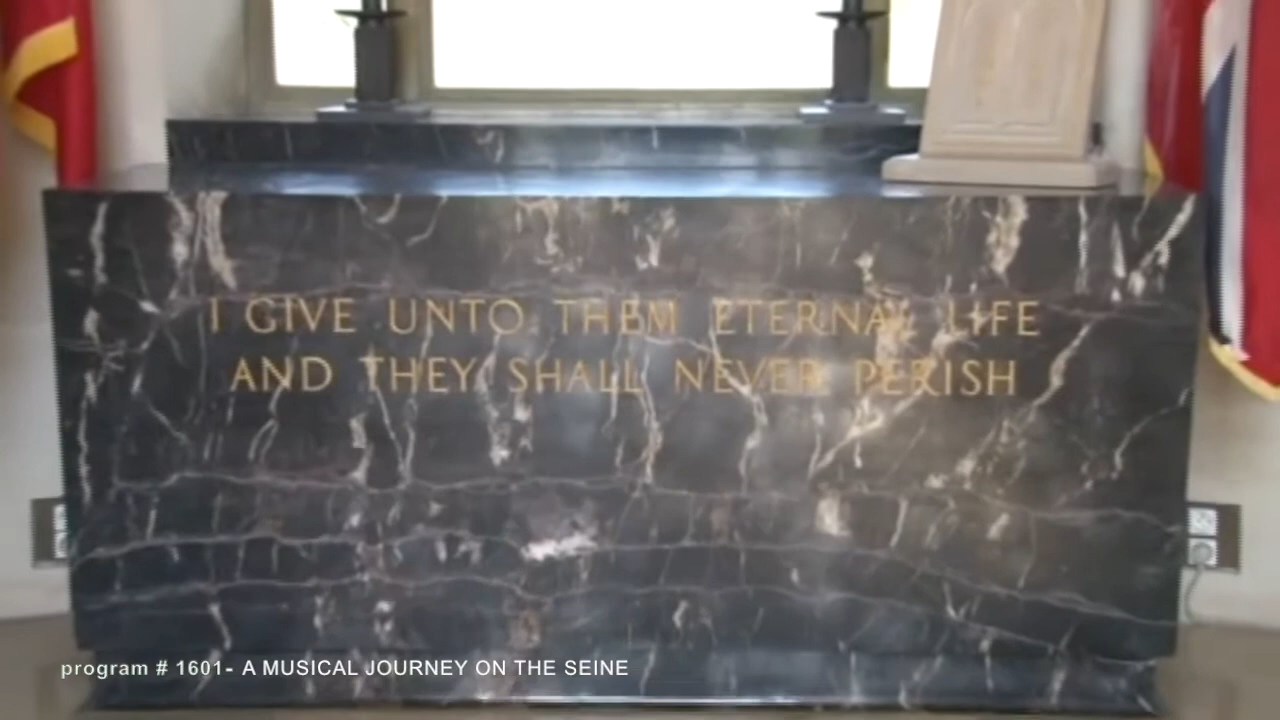 I GIVE UNTO THEM ETERNAL LIFE
AND THEY SHALL NEVER PERISH
program # 1601- A MUSICAL JOURNEY ON THE SEINE